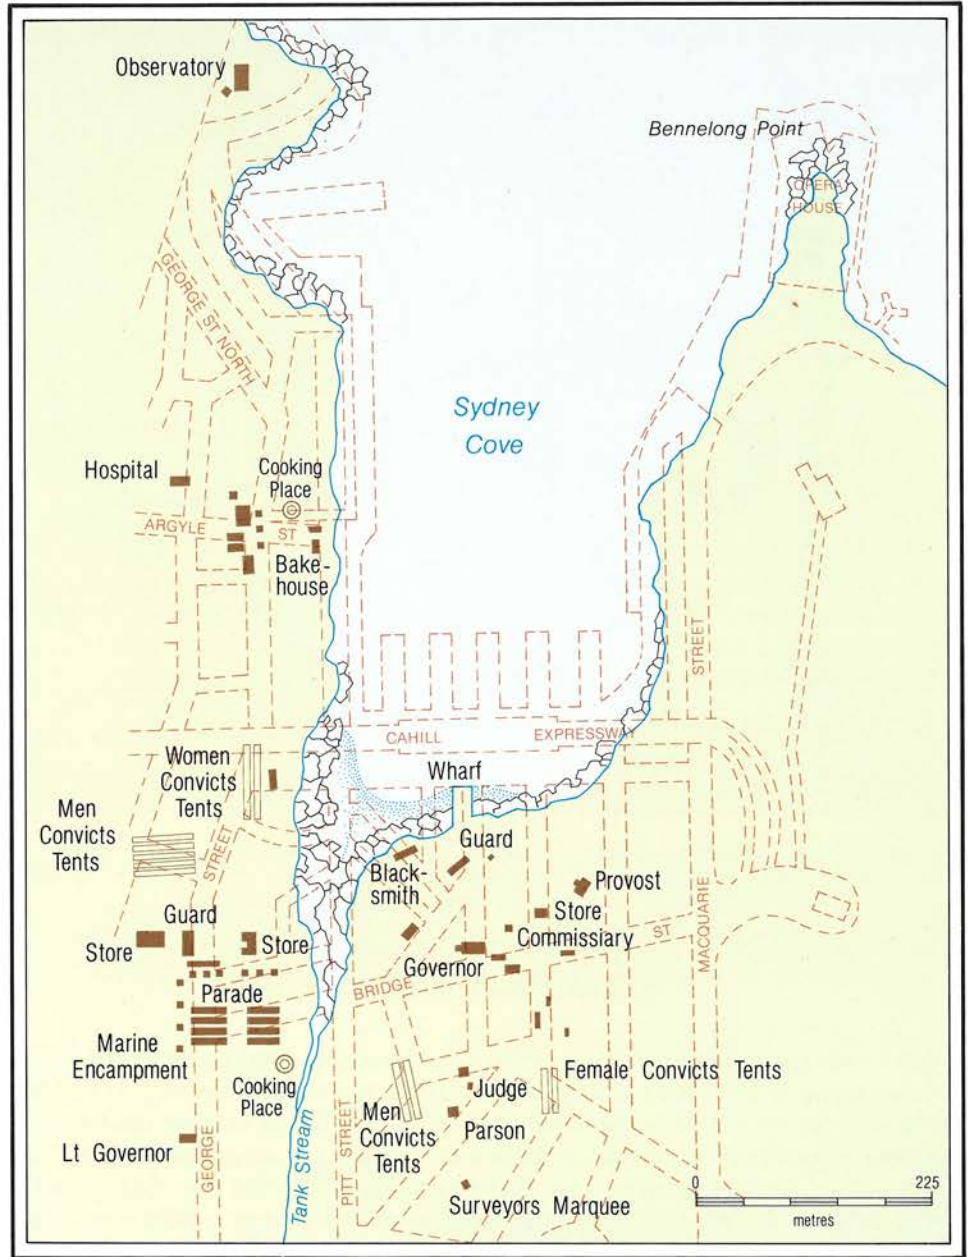 Observatory
Bennelong Point
OPERA
HOUSE
GEORGE ST NORTH
Sydney
Cove
Hospital
Cooking
Place
ARGYLE
ST
Bake-
house
STREET
CAHILL
EXPRESSWAY
Women
Convicts
Tents
Wharf
Men
Convicts
Tents
STREET
Guard
Black-
smith
Provost
Guard
Store
Store
Store
Commissiary
ST
MACQUARIE
Governor
Parade
BRIDGE
Marine
Encampment
Cooking
Place
Female Convicts Tents
Judge
Men
Convicts
Tents
Parson
Lt Governor
GEORGE
Tank Stream
PITT STREET
Surveyors Marquee
0
225
metres